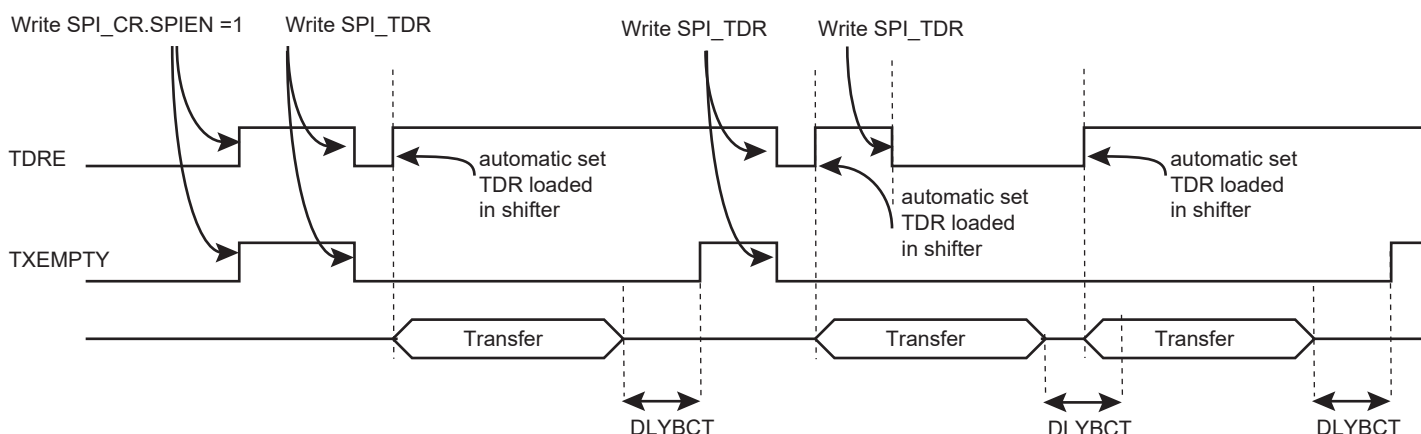 Write SPI_CR.SPIEN =1
Write SPI_TDR
Write SPI_TDR
Write SPI_TDR
TDRE
automatic set
TDR loaded
in shifter
automatic set
TDR loaded
in shifter
automatic set
TDR loaded
in shifter
TXEMPTY
Transfer
Transfer
Transfer
DLYBCT
DLYBCT
DLYBCT